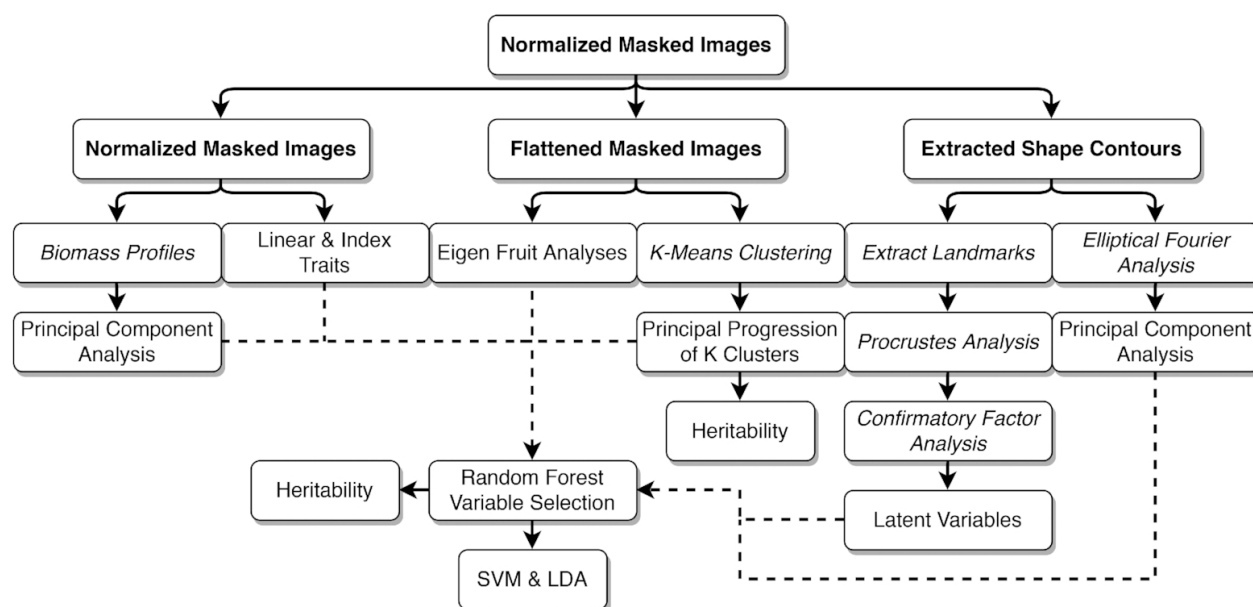 Normalized Masked Images
Normalized Masked Images
Flattened Masked Images
Extracted Shape Contours
Biomass Profiles
Linear & Index
Traits
Eigen Fruit Analyses
K-Means Clustering
Extract Landmarks
Elliptical Fourier
Analysis
Principal Component
Analysis
Principal Progression
of K Clusters
Procrustes Analysis
Principal Component
Analysis
Heritability
Confirmatory Factor
Analysis
Heritability
Random Forest
Variable Selection
Latent Variables
SVM & LDA